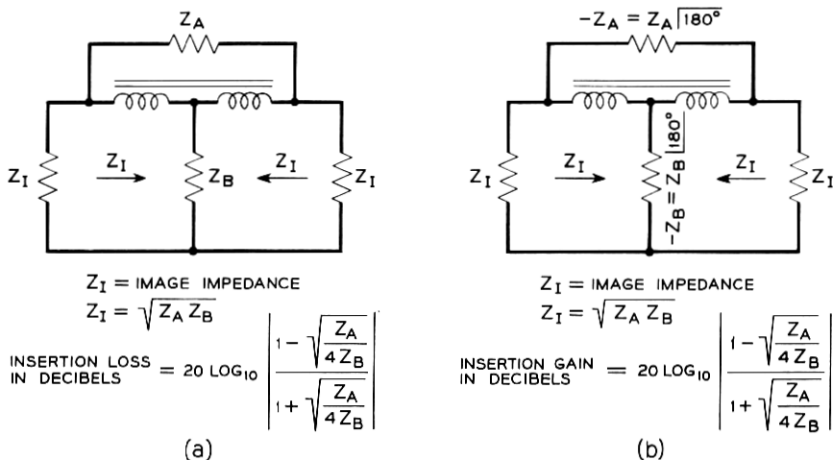 Z_A
Z_I
Z_I
Z_B
Z_I
Z_I
Z_I = IMAGE IMPEDANCE
Z_I = √(Z_A Z_B)
INSERTION LOSS IN DECIBELS = 20 LOG₁₀ | (1 - √(Z_A / 4Z_B)) / (1 + √(Z_A / 4Z_B)) |
(a)
-Z_A = Z_A |180°
Z_I
Z_I
-Z_B = Z_B |180°
Z_I
Z_I
Z_I = IMAGE IMPEDANCE
Z_I = √(Z_A Z_B)
INSERTION GAIN IN DECIBELS = 20 LOG₁₀ | (1 - √(Z_A / 4Z_B)) / (1 + √(Z_A / 4Z_B)) |
(b)